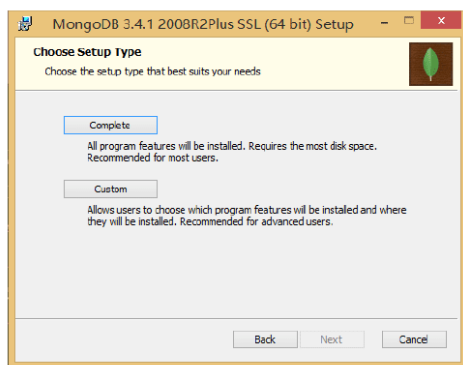 MongoDB 3.4.1 2008R2Plus SSL (64 bit) Setup
Choose Setup Type
Choose the setup type that best suits your needs
Complete
All program features will be installed. Requires the most disk space.
Recommended for most users.
Custom
Allows users to choose which program features will be installed and where
they will be installed. Recommended for advanced users.
Back Next Cancel